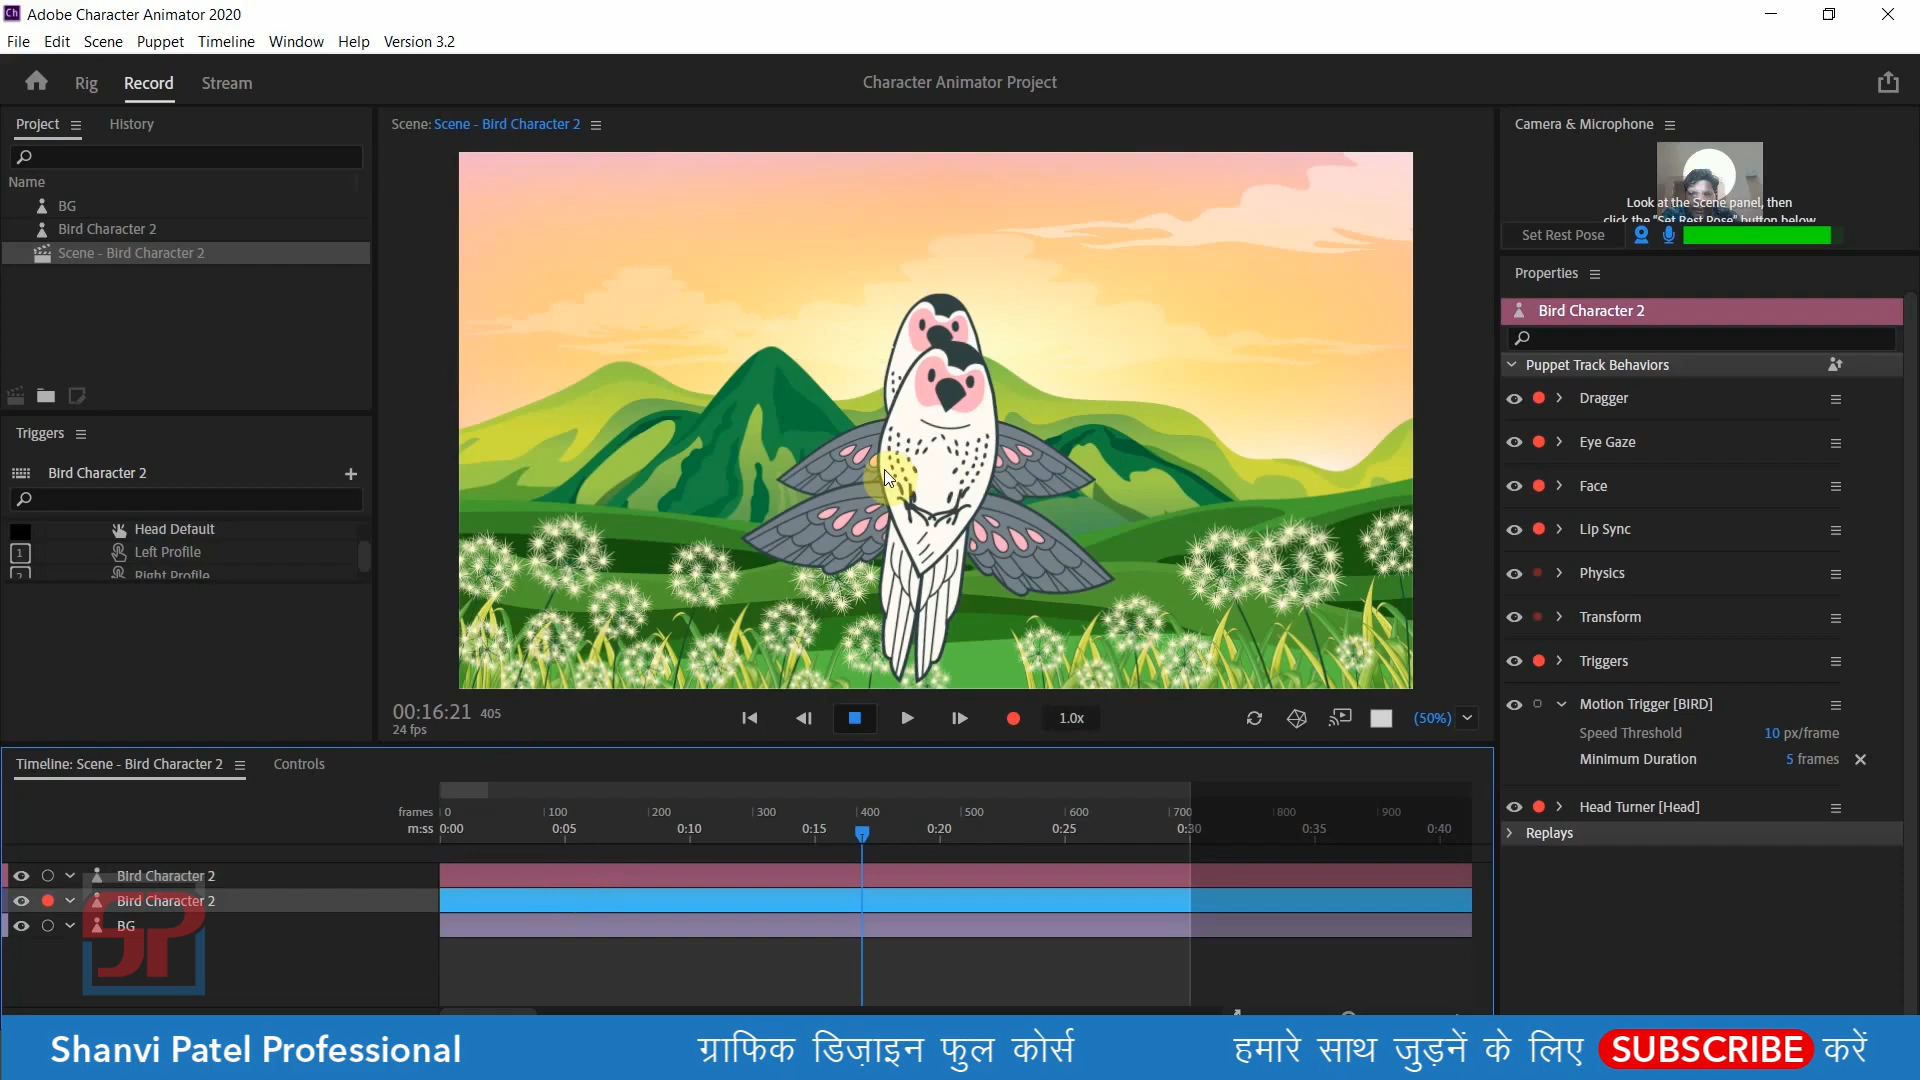 Ch Adobe Character Animator 2020
File Edit Scene Puppet Timeline Window Help Version 3.2
Rig Record Stream
Character Animator Project
Project History
Name
BG
Bird Character 2
Scene - Bird Character 2
Triggers
Bird Character 2
Head Default
1 Left Profile
2 Right Profile
Scene: Scene - Bird Character 2
00:16:21 405
24 fps
1.0x
(50%)
Camera & Microphone
Look at the Scene panel, then
click the "Set Rest Pose" button below
Set Rest Pose
Properties
Bird Character 2
Puppet Track Behaviors
Dragger
Eye Gaze
Face
Lip Sync
Physics
Transform
Triggers
Motion Trigger [BIRD]
Speed Threshold 10 px/frame
Minimum Duration 5 frames
Head Turner [Head]
Replays
Timeline: Scene - Bird Character 2 Controls
frames 0 100 200 300 400 500 600 700 800 900
m:ss 0:00 0:05 0:10 0:15 0:20 0:25 0:30 0:35 0:40
Bird Character 2
Bird Character 2
BG
SP
Shanvi Patel Professional ग्राफिक डिज़ाइन फुल कोर्स हमारे साथ जुड़नें के लिए SUBSCRIBE करें